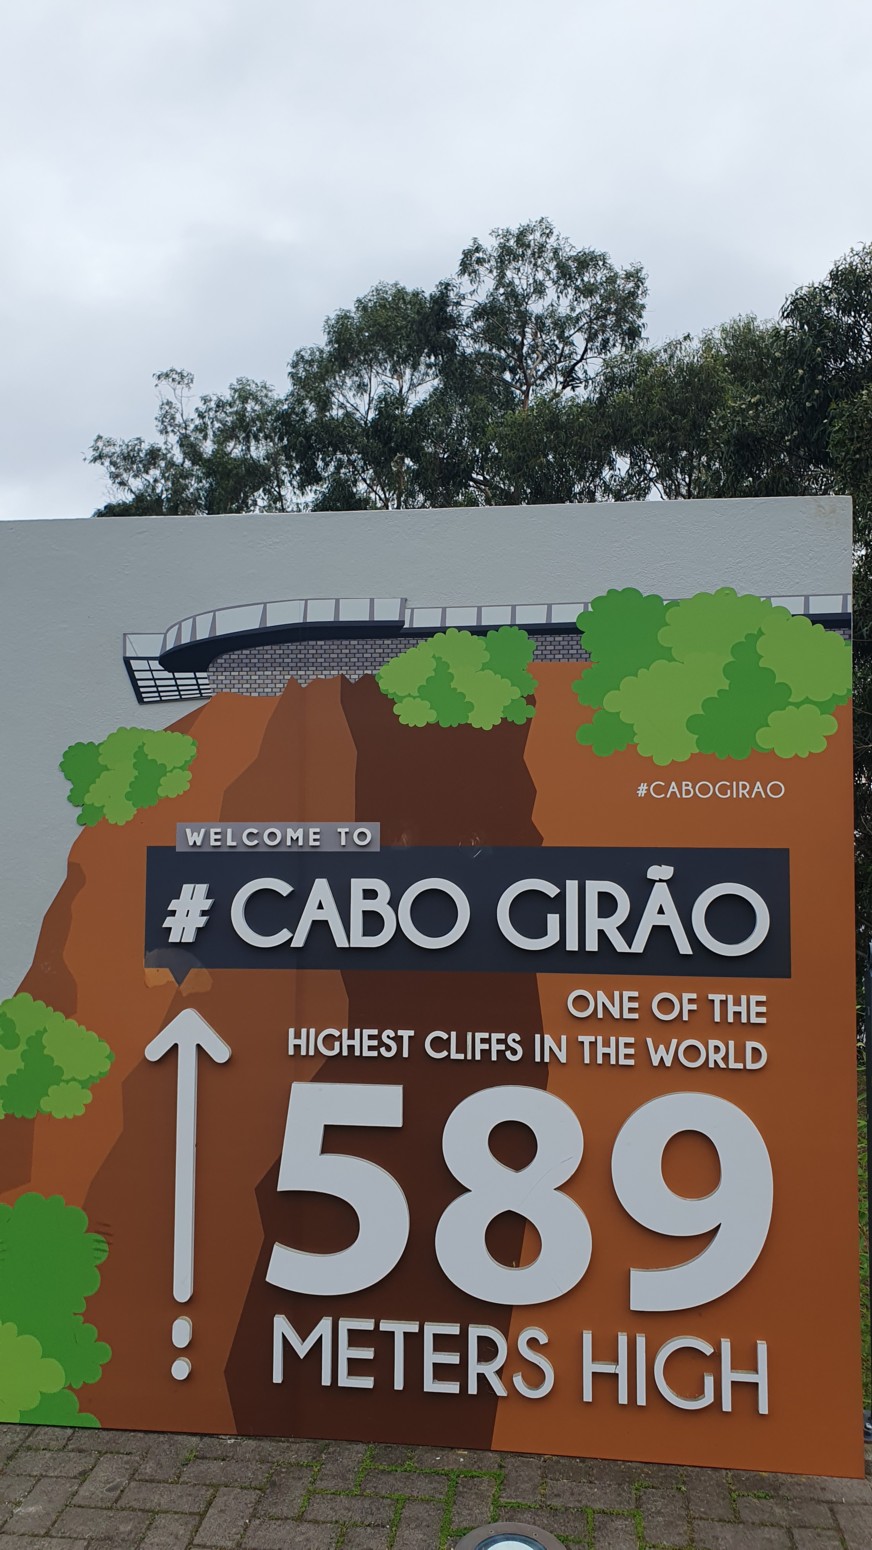 #CABOGIRAO
WELCOME TO
# CABO GIRÃO
ONE OF THE
HIGHEST CLIFFS IN THE WORLD
589
METERS HIGH